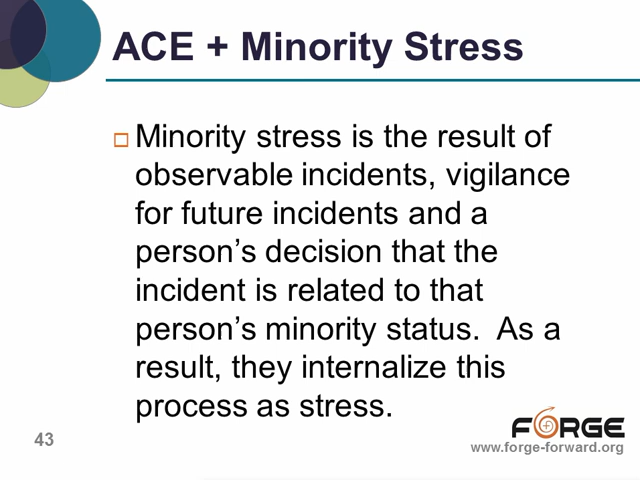 ACE + Minority Stress
Minority stress is the result of
observable incidents, vigilance
for future incidents and a
person’s decision that the
incident is related to that
person’s minority status.  As a
result, they internalize this
process as stress.
43
FORGE
www.forge-forward.org